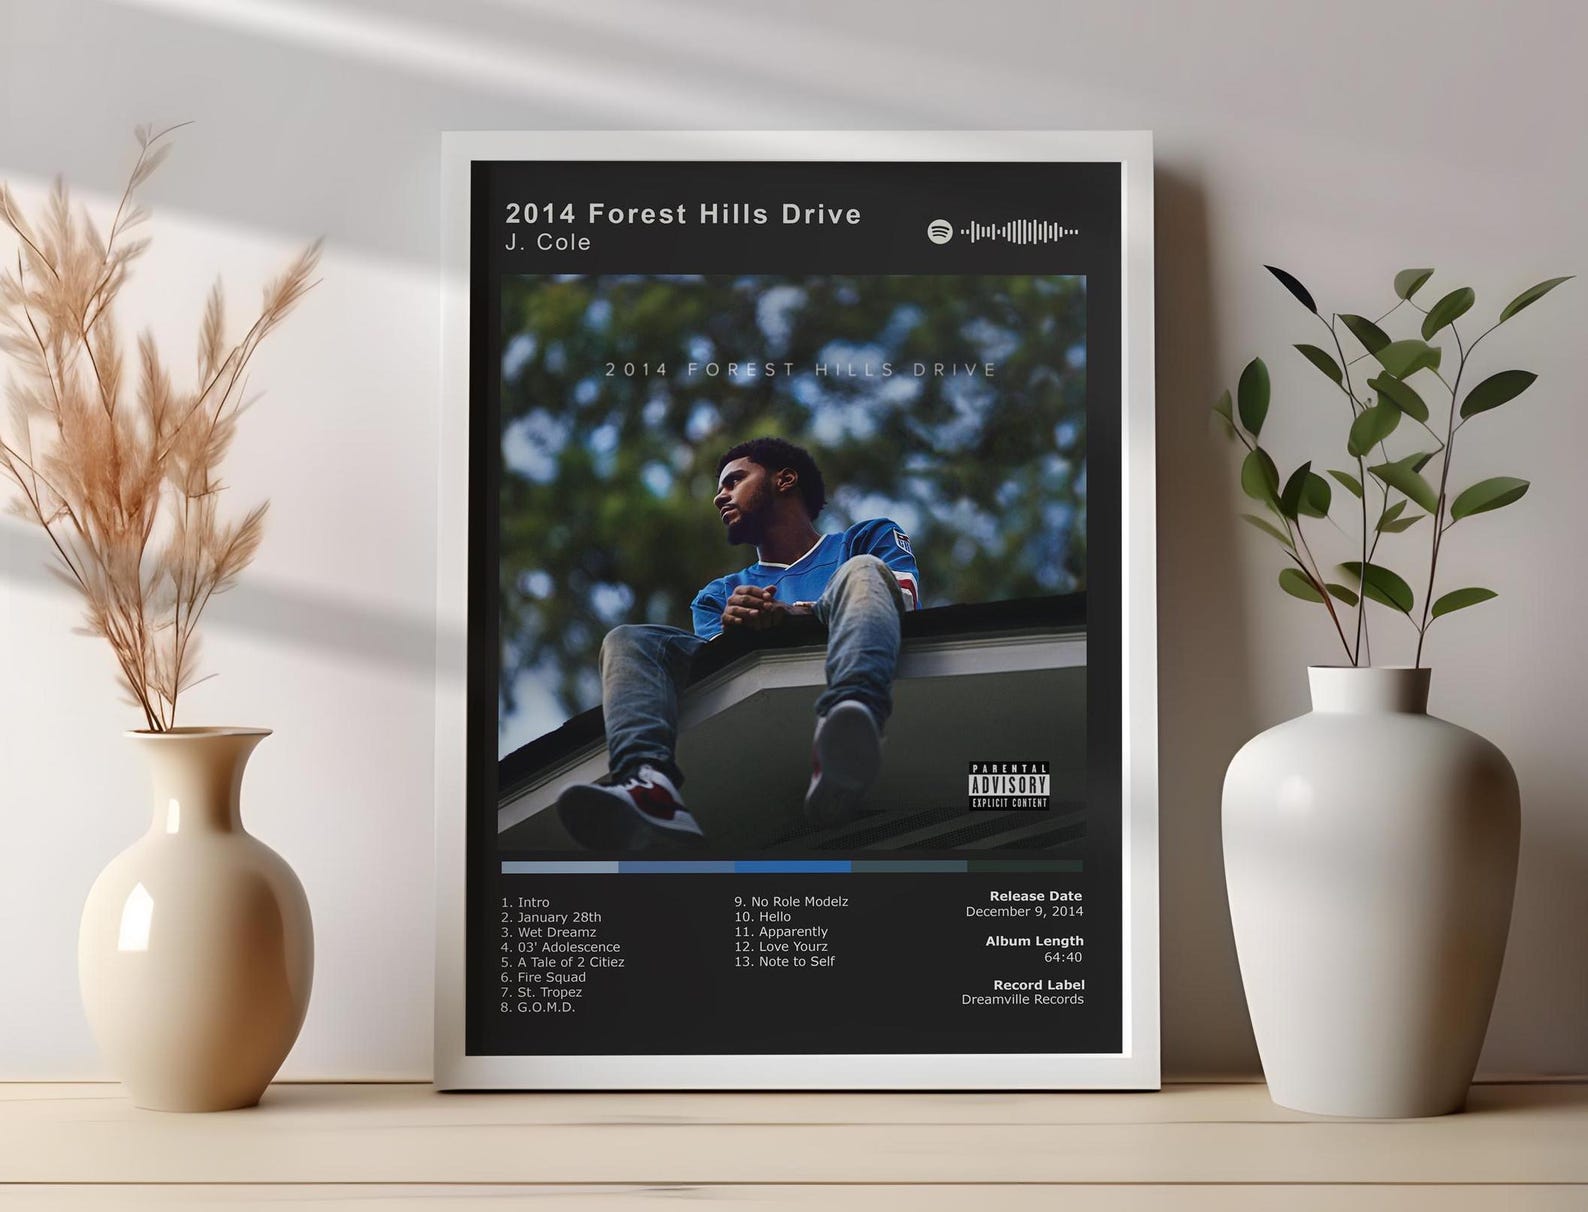 2014 Forest Hills Drive
J. Cole
2014 FOREST HILLS DRIVE
PARENTAL
ADVISORY
EXPLICIT CONTENT
1. Intro
2. January 28th
3. Wet Dreamz
4. 03' Adolescence
5. A Tale of 2 Citiez
6. Fire Squad
7. St. Tropez
8. G.O.M.D.
9. No Role Modelz
10. Hello
11. Apparently
12. Love Yourz
13. Note to Self
Release Date
December 9, 2014
Album Length
64:40
Record Label
Dreamville Records